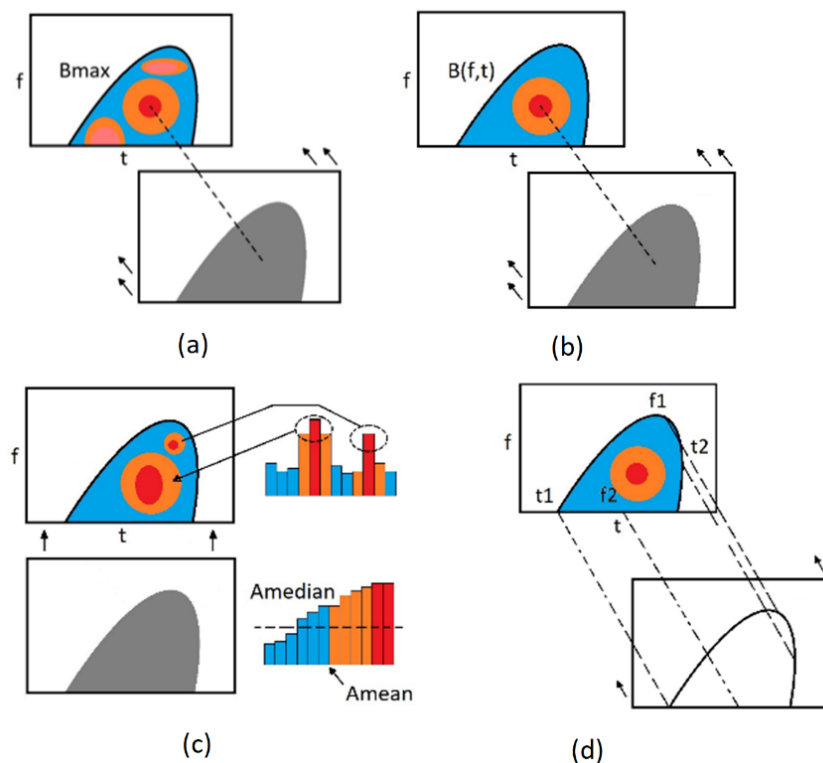 f
Bmax
t
(a)
f
B(f,t)
t
(b)
f
t
Amedian
Amean
(c)
f
f1
t2
t1
f2
t
(d)